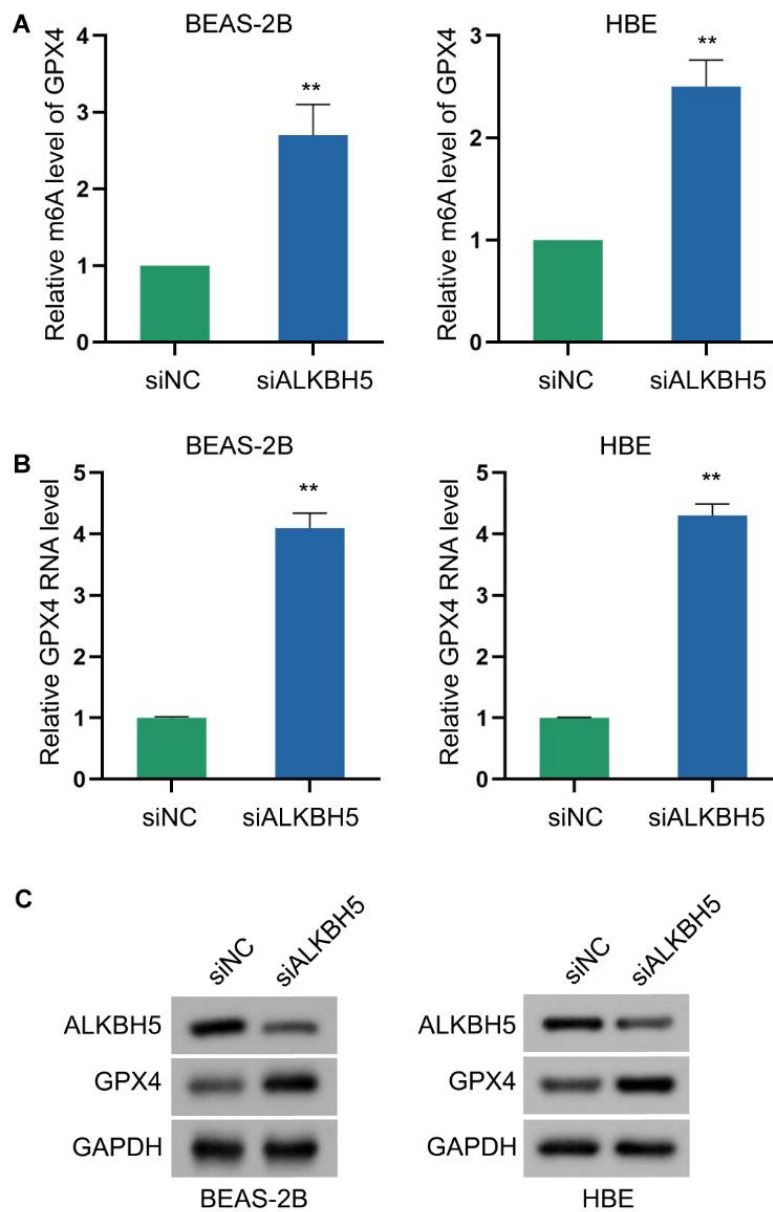 A
BEAS-2B
Relative m6A level of GPX4
4
3
2
1
0
**
siNC
siALKBH5
HBE
Relative m6A level of GPX4
3
2
1
0
**
siNC
siALKBH5
B
BEAS-2B
Relative GPX4 RNA level
5
4
3
2
1
0
**
siNC
siALKBH5
HBE
Relative GPX4 RNA level
5
4
3
2
1
0
**
siNC
siALKBH5
C
siNC
siALKBH5
ALKBH5
GPX4
GAPDH
BEAS-2B
siNC
siALKBH5
ALKBH5
GPX4
GAPDH
HBE